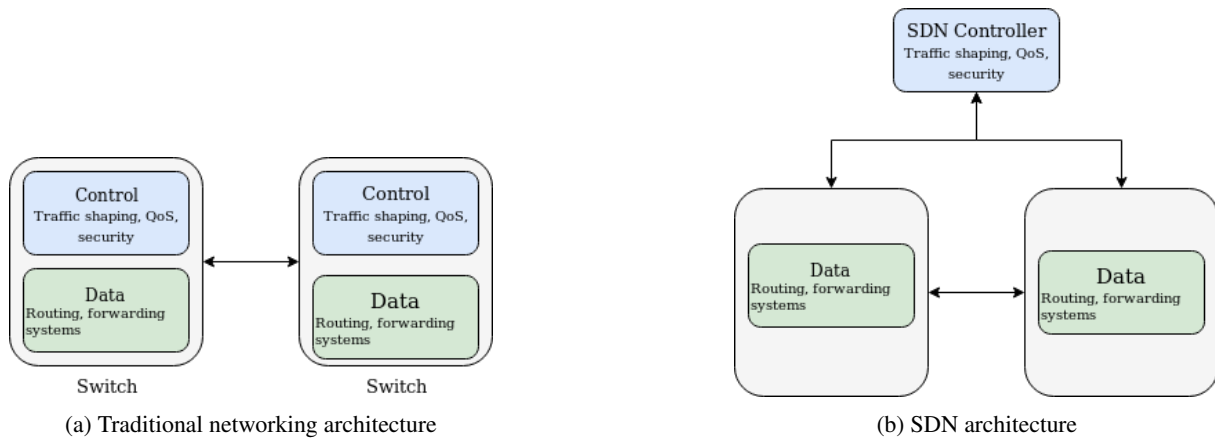 Control
Traffic shaping, QoS,
security
Data
Routing, forwarding
systems
Switch
Control
Traffic shaping, QoS,
security
Data
Routing, forwarding
systems
Switch
(a) Traditional networking architecture
SDN Controller
Traffic shaping, QoS,
security
Data
Routing, forwarding
systems
Data
Routing, forwarding
systems
(b) SDN architecture